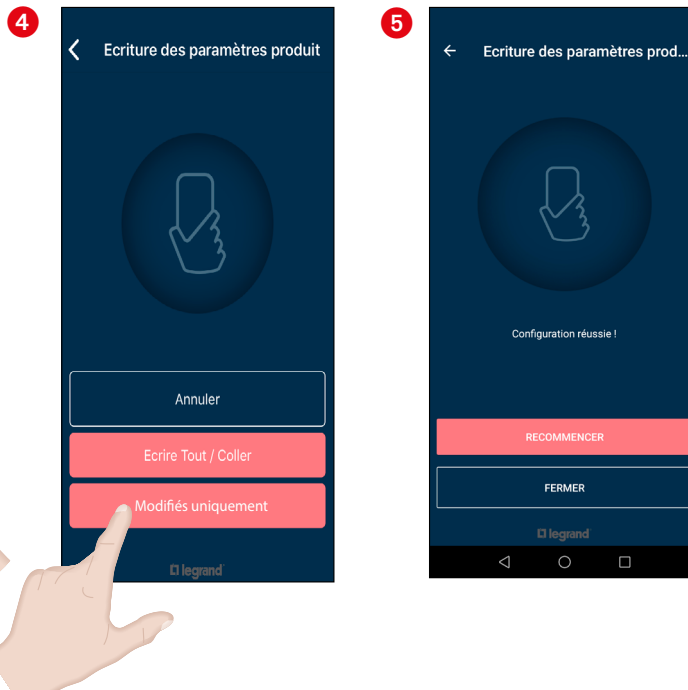 4
Ecriture des paramètres produit
Annuler
Ecrire Tout / Coller
Modifiés uniquement
legrand
5
Ecriture des paramètres prod...
Configuration réussie !
RECOMMENCER
FERMER
legrand